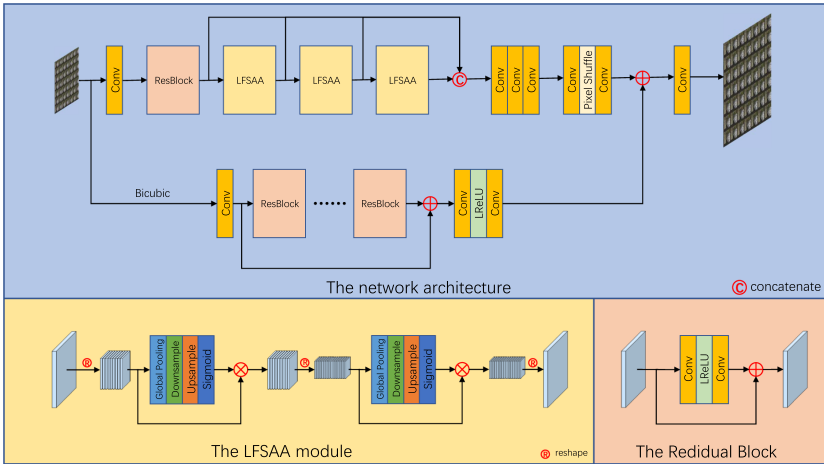 Conv
ResBlock
LFSAA
LFSAA
LFSAA
C
Conv
Conv
Conv
Conv
Pixel Shuffle
Conv
Conv
Bicubic
Conv
ResBlock
······
ResBlock
Conv
LReLU
Conv
The network architecture
C concatenate
R
Global Pooling
Downsample
Upsample
Sigmoid
R
Global Pooling
Downsample
Upsample
Sigmoid
R
The LFSAA module
R reshape
Conv
LReLU
Conv
The Redidual Block